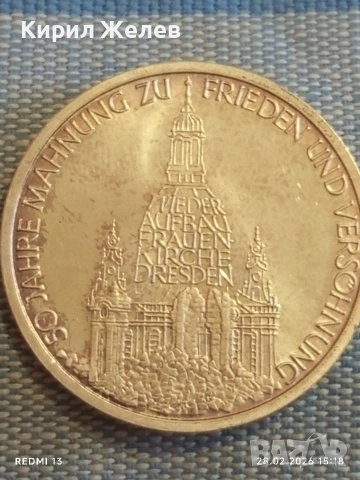 Кирил Желев
50 JAHRE MAHNUNG ZU FRIEDEN UND VERSÖHNUNG
WIEDER-
AUFBAU
FRAUEN-
KIRCHE
DRESDEN
REDMI 13
28.02.2026 15:18
BAZAR